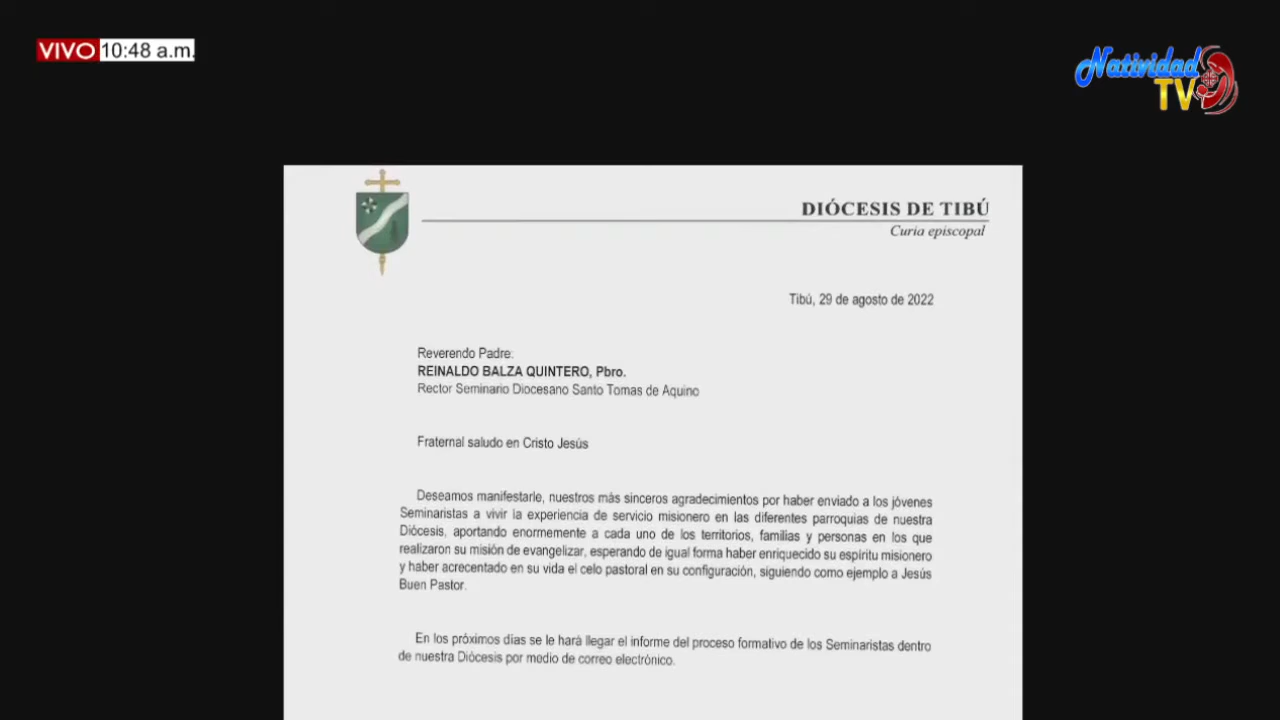 VIVO 10:48 a.m.
Natividad
TV
DIÓCESIS DE TIBÚ
Curia episcopal
Tibú, 29 de agosto de 2022
Reverendo Padre:
REINALDO BALZA QUINTERO, Pbro.
Rector Seminario Diocesano Santo Tomas de Aquino
Fraternal saludo en Cristo Jesús
Deseamos manifestarle, nuestros más sinceros agradecimientos por haber enviado a los jóvenes
Seminaristas a vivir la experiencia de servicio misionero en las diferentes parroquias de nuestra
Diócesis, aportando enormemente a cada uno de los territorios, familias y personas en los que
realizaron su misión de evangelizar, esperando de igual forma haber enriquecido su espíritu misionero
y haber acrecentado en su vida el celo pastoral en su configuración, siguiendo como ejemplo a Jesús
Buen Pastor.
En los próximos días se le hará llegar el informe del proceso formativo de los Seminaristas dentro
de nuestra Diócesis por medio de correo electrónico.